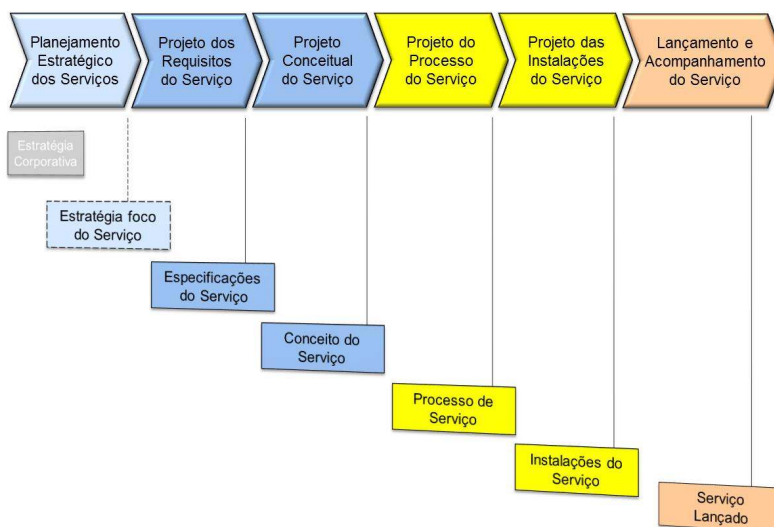 Planejamento
Estratégico
dos Serviços
Projeto dos
Requisitos
do Serviço
Projeto
Conceitual
do Serviço
Projeto do
Processo
do Serviço
Projeto das
Instalações
do Serviço
Lançamento e
Acompanhamento
do Serviço
Estratégia
Corporativa
Estratégia foco
do Serviço
Especificações
do Serviço
Conceito do
Serviço
Processo de
Serviço
Instalações do
Serviço
Serviço
Lançado